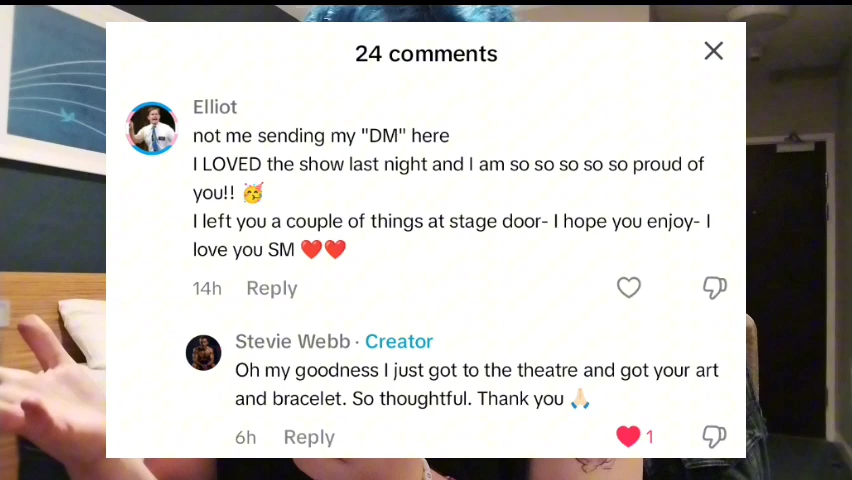 24 comments
Elliot
not me sending my "DM" here
I LOVED the show last night and I am so so so so so proud of
you!! 🥳
I left you a couple of things at stage door- I hope you enjoy- I
love you SM ❤️❤️
14h Reply
Stevie Webb · Creator
Oh my goodness I just got to the theatre and got your art
and bracelet. So thoughtful. Thank you 🙏🏻
6h Reply
1